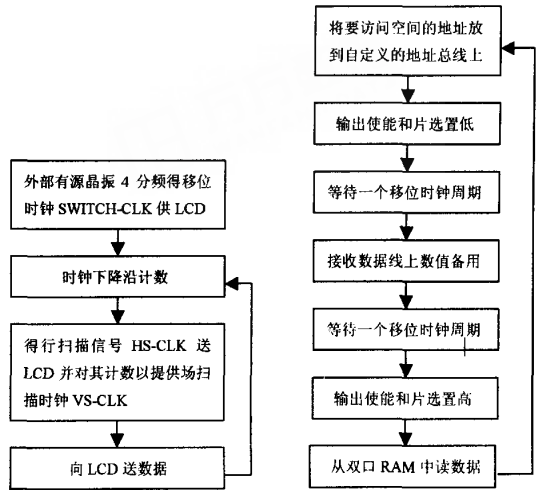 外部有源晶振 4 分频得移位
时钟 SWITCH-CLK 供 LCD
时钟下降沿计数
得行扫描信号 HS-CLK 送
LCD 并对其计数以提供场扫
描时钟 VS-CLK
向 LCD 送数据
将要访问空间的地址放
到自定义的地址总线上
输出使能和片选置低
等待一个移位时钟周期
接收数据线上数值备用
等待一个移位时钟周期
输出使能和片选置高
从双口 RAM 中读数据